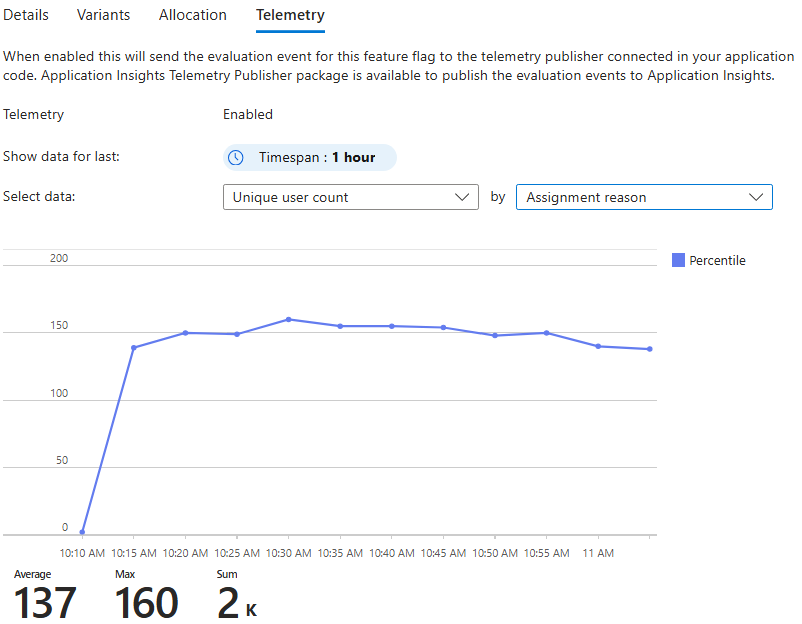 Details Variants Allocation Telemetry
When enabled this will send the evaluation event for this feature flag to the telemetry publisher connected in your application
code. Application Insights Telemetry Publisher package is available to publish the evaluation events to Application Insights.
Telemetry Enabled
Show data for last: Timespan : 1 hour
Select data: Unique user count by Assignment reason
200
Percentile
150
100
50
0
10:10 AM 10:15 AM 10:20 AM 10:25 AM 10:30 AM 10:35 AM 10:40 AM 10:45 AM 10:50 AM 10:55 AM 11 AM
Average Max Sum
137 160 2 K